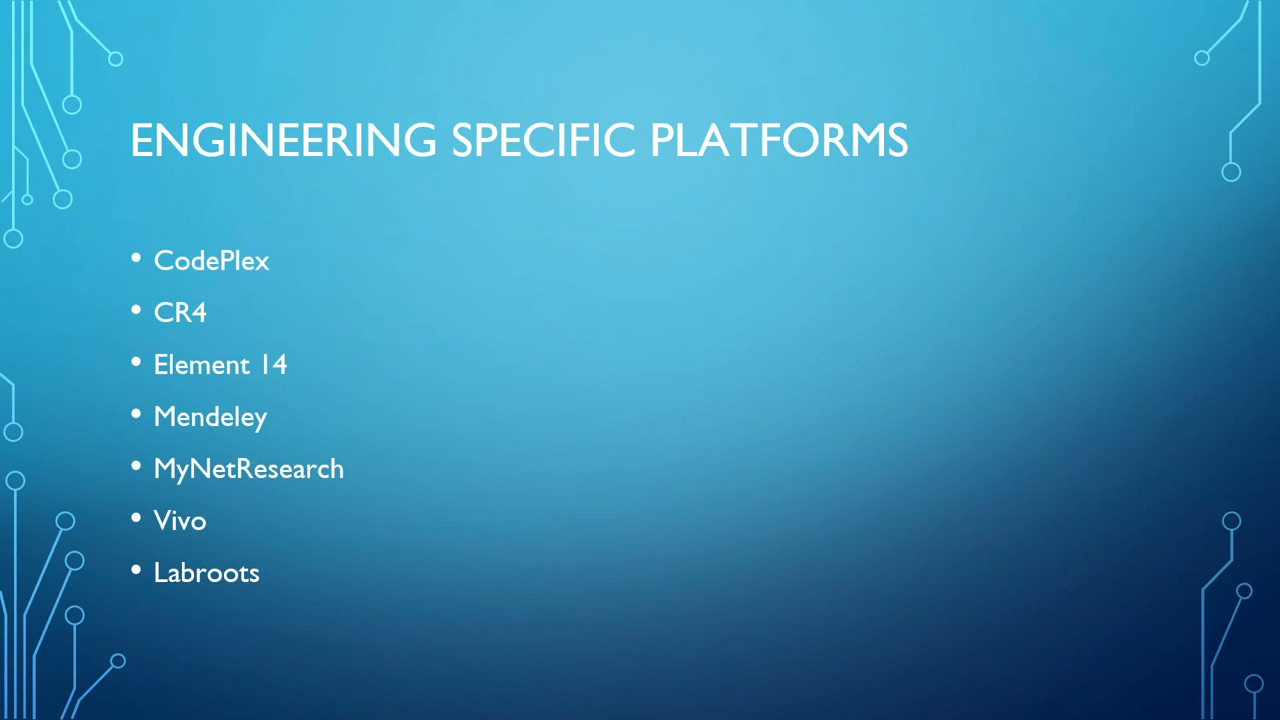 ENGINEERING SPECIFIC PLATFORMS
• CodePlex
• CR4
• Element 14
• Mendeley
• MyNetResearch
• Vivo
• Labroots